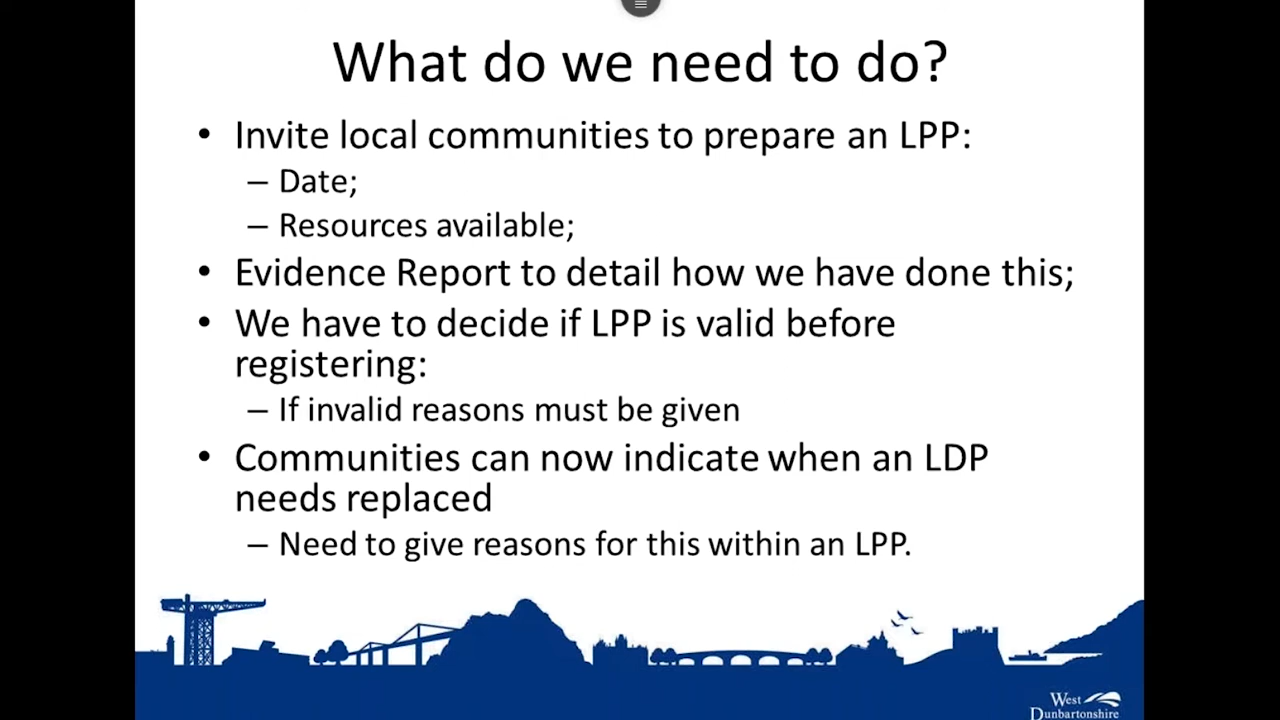 What do we need to do?
• Invite local communities to prepare an LPP:
– Date;
– Resources available;
• Evidence Report to detail how we have done this;
• We have to decide if LPP is valid before
registering:
– If invalid reasons must be given
• Communities can now indicate when an LDP
needs replaced
– Need to give reasons for this within an LPP.
West
Dunbartonshire